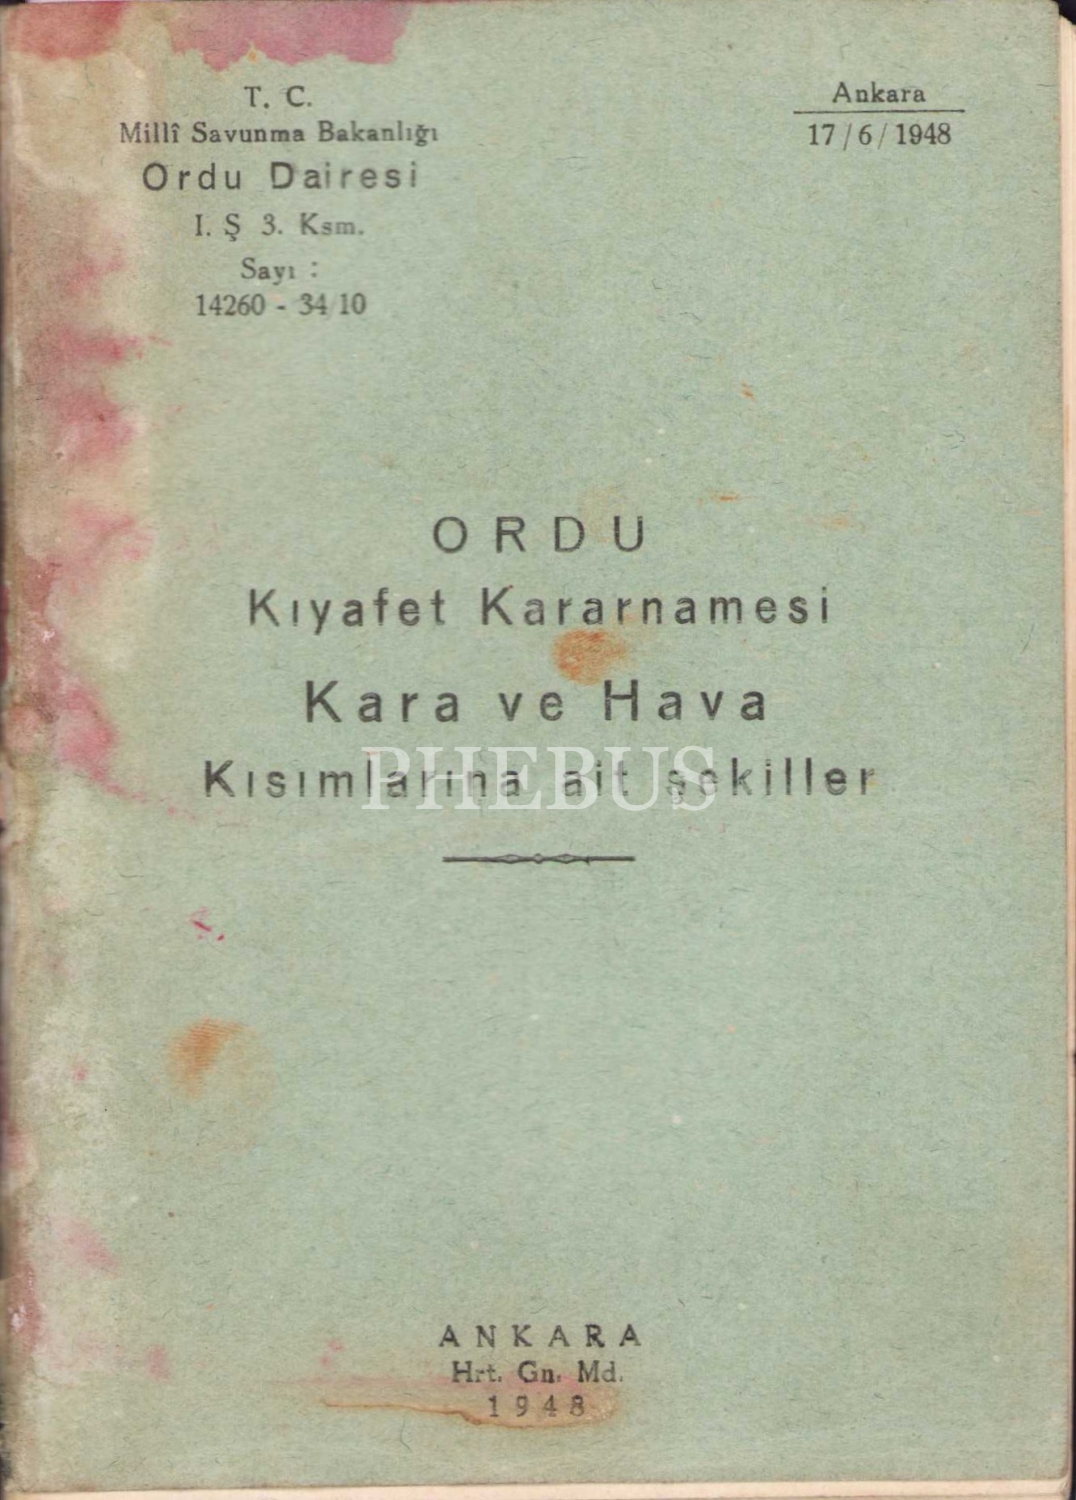 T. C.
Millî Savunma Bakanlığı
Ordu Dairesi
I. Ş 3. Ksm.
Sayı :
14260 - 34 10
Ankara
17/6/1948
ORDU
Kıyafet Kararnamesi
Kara ve Hava
Kısımlarına ait şekiller
PHEBUS
ANKARA
Hrt. Gn. Md.
1948